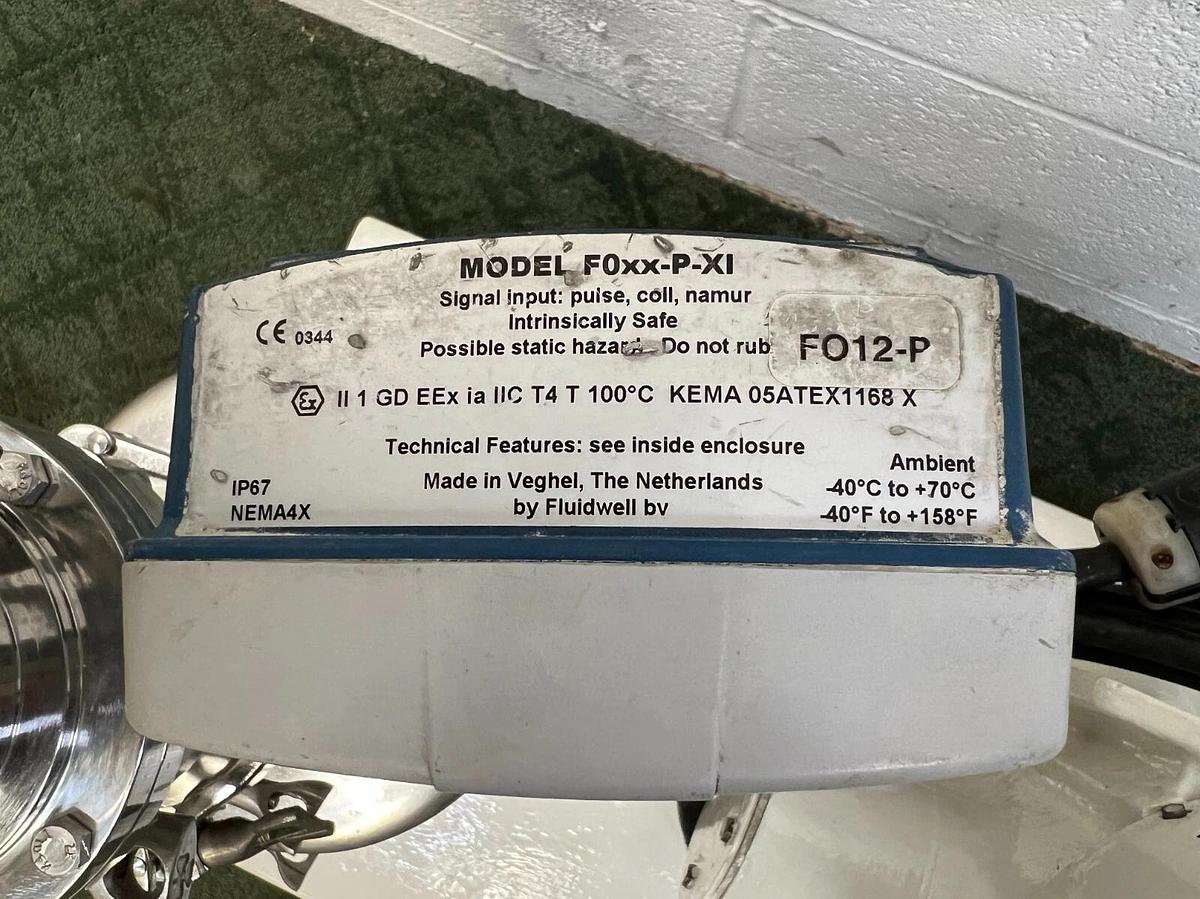 MODEL F0xx-P-XI
Signal input: pulse, coil, namur
Intrinsically Safe
CE 0344
Possible static hazard. Do not rub
FO12-P
Ex II 1 GD EEx ia IIC T4 T 100°C KEMA 05ATEX1168 X
Technical Features: see inside enclosure
IP67
NEMA4X
Made in Veghel, The Netherlands
by Fluidwell bv
Ambient
-40°C to +70°C
-40°F to +158°F